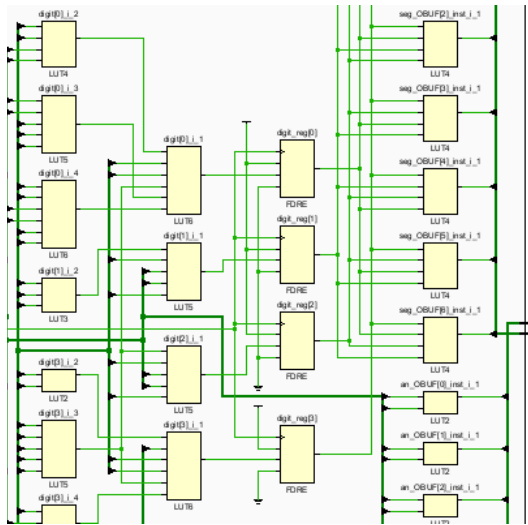 digit[0]_i_2
LUT4
digit[0]_i_3
LUT5
digit[0]_i_4
LUT6
digit[1]_i_2
LUT3
digit[3]_i_2
LUT2
digit[3]_i_3
LUT5
digit[3]_i_4
digit[0]_i_1
LUT6
digit[1]_i_1
LUT5
digit[2]_i_1
LUT5
digit[3]_i_1
LUT6
digit_reg[0]
FDRE
digit_reg[1]
FDRE
digit_reg[2]
FDRE
digit_reg[3]
FDRE
seg_OBUF[2]_inst_i_1
LUT4
seg_OBUF[3]_inst_i_1
LUT4
seg_OBUF[4]_inst_i_1
LUT4
seg_OBUF[5]_inst_i_1
LUT4
seg_OBUF[6]_inst_i_1
LUT4
an_OBUF[0]_inst_i_1
LUT2
an_OBUF[1]_inst_i_1
LUT2
an_OBUF[2]_inst_i_1